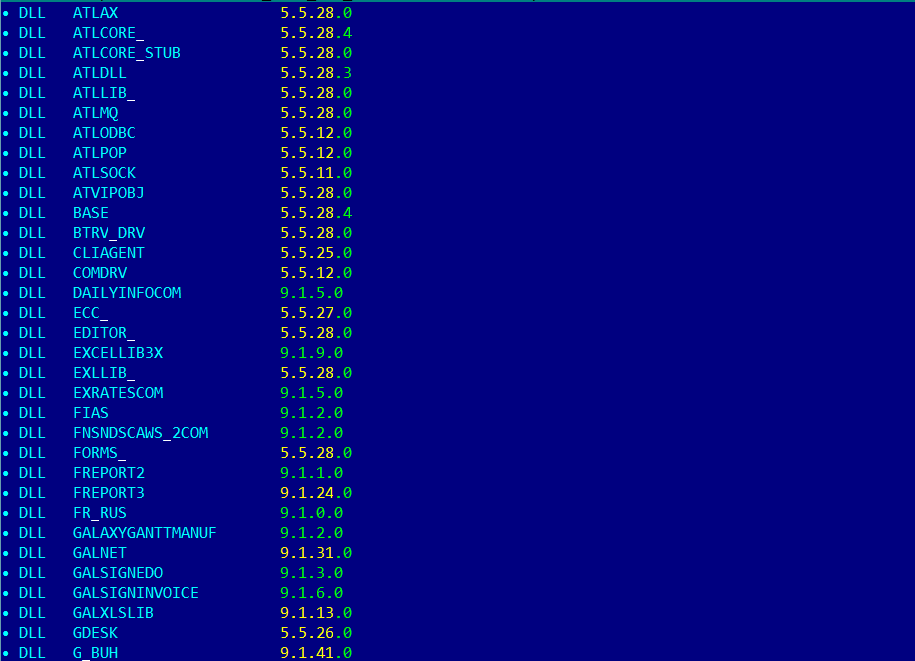 • DLL ATLAX 5.5.28.0
• DLL ATLCORE_ 5.5.28.4
• DLL ATLCORE_STUB 5.5.28.0
• DLL ATLDLL 5.5.28.3
• DLL ATLLIB_ 5.5.28.0
• DLL ATLMQ 5.5.28.0
• DLL ATLODBC 5.5.12.0
• DLL ATLPOP 5.5.12.0
• DLL ATLSOCK 5.5.11.0
• DLL ATVIPOBJ 5.5.28.0
• DLL BASE 5.5.28.4
• DLL BTRV_DRV 5.5.28.0
• DLL CLIAGENT 5.5.25.0
• DLL COMDRV 5.5.12.0
• DLL DAILYINFOCOM 9.1.5.0
• DLL ECC_ 5.5.27.0
• DLL EDITOR_ 5.5.28.0
• DLL EXCELLIB3X 9.1.9.0
• DLL EXLLIB_ 5.5.28.0
• DLL EXRATESCOM 9.1.5.0
• DLL FIAS 9.1.2.0
• DLL FNSNDSCAWS_2COM 9.1.2.0
• DLL FORMS_ 5.5.28.0
• DLL FREPORT2 9.1.1.0
• DLL FREPORT3 9.1.24.0
• DLL FR_RUS 9.1.0.0
• DLL GALAXYGANTTMANUF 9.1.2.0
• DLL GALNET 9.1.31.0
• DLL GALSIGNEDO 9.1.3.0
• DLL GALSIGNINVOICE 9.1.6.0
• DLL GALXLSLIB 9.1.13.0
• DLL GDESK 5.5.26.0
• DLL G_BUH 9.1.41.0